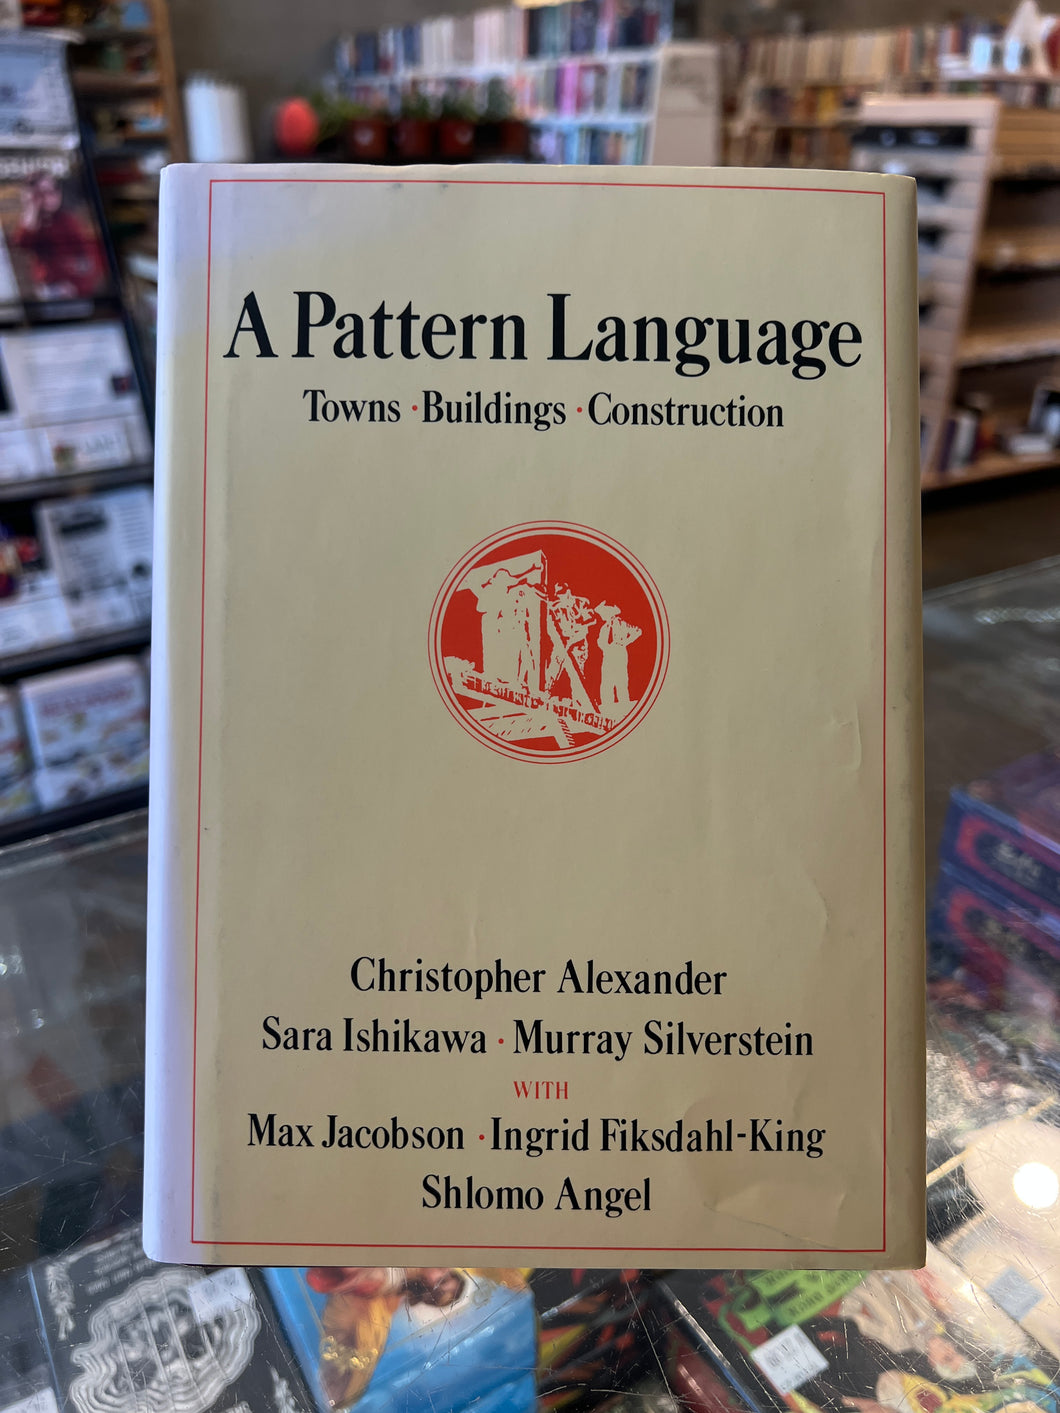 A Pattern Language
Towns · Buildings · Construction
Christopher Alexander
Sara Ishikawa · Murray Silverstein
WITH
Max Jacobson · Ingrid Fiksdahl-King
Shlomo Angel